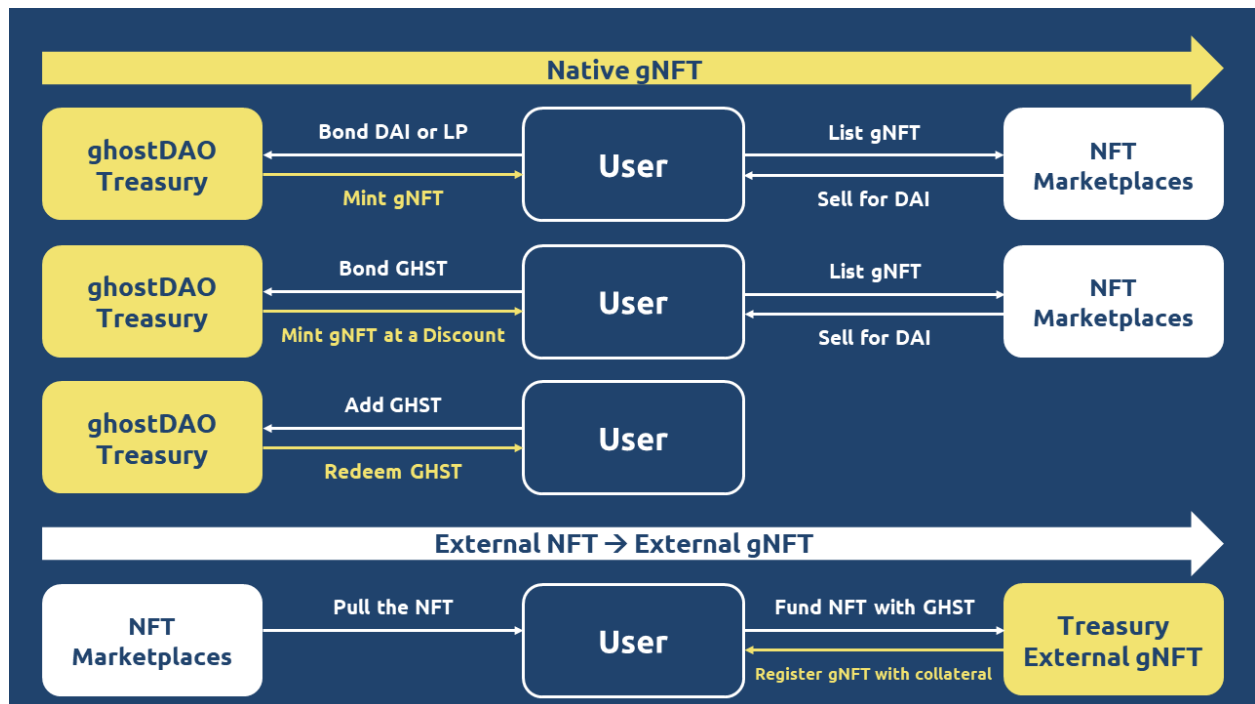 Native gNFT
ghostDAO
Treasury
Bond DAI or LP
Mint gNFT
User
List gNFT
Sell for DAI
NFT
Marketplaces
ghostDAO
Treasury
Bond GHST
Mint gNFT at a Discount
User
List gNFT
Sell for DAI
NFT
Marketplaces
ghostDAO
Treasury
Add GHST
Redeem GHST
User
External NFT → External gNFT
NFT
Marketplaces
Pull the NFT
User
Fund NFT with GHST
Register gNFT with collateral
Treasury
External gNFT